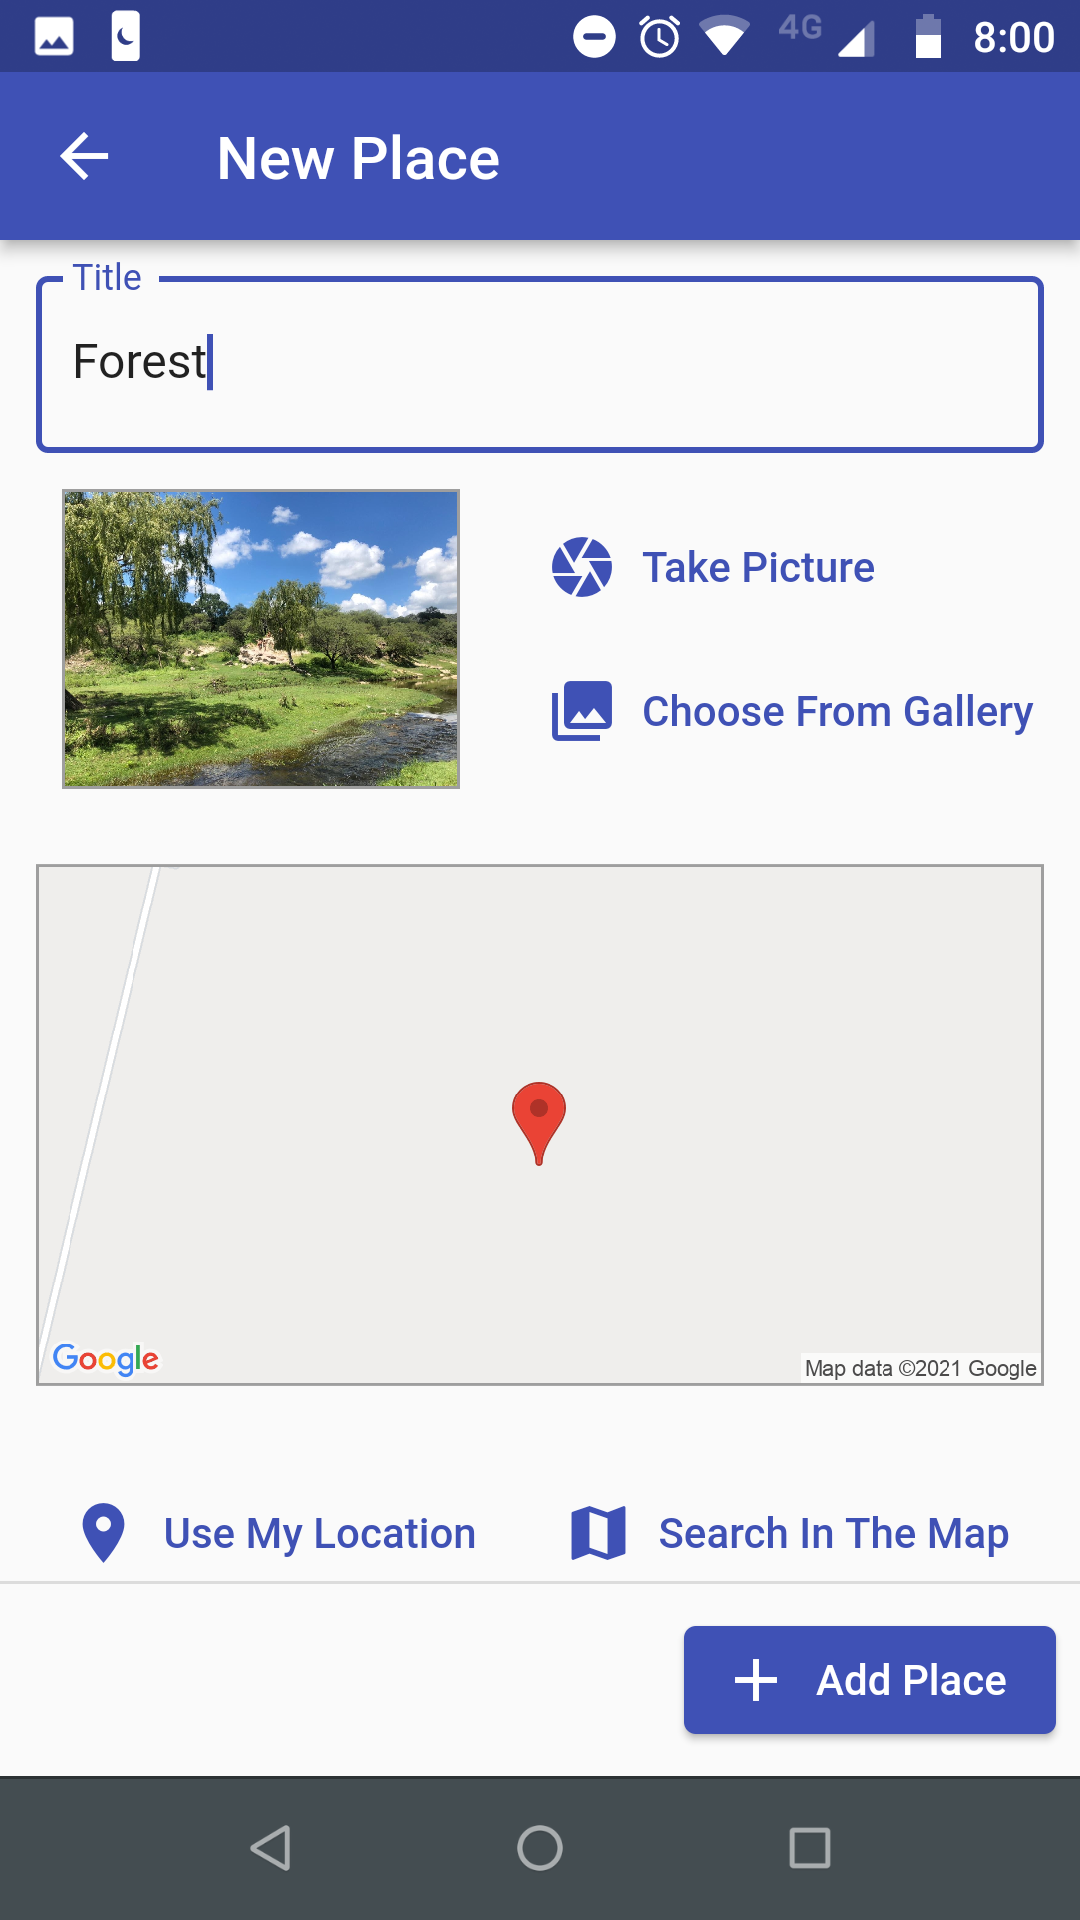 4G 8:00
New Place
Title
Forest
Take Picture
Choose From Gallery
Google
Map data ©2021 Google
Use My Location
Search In The Map
Add Place